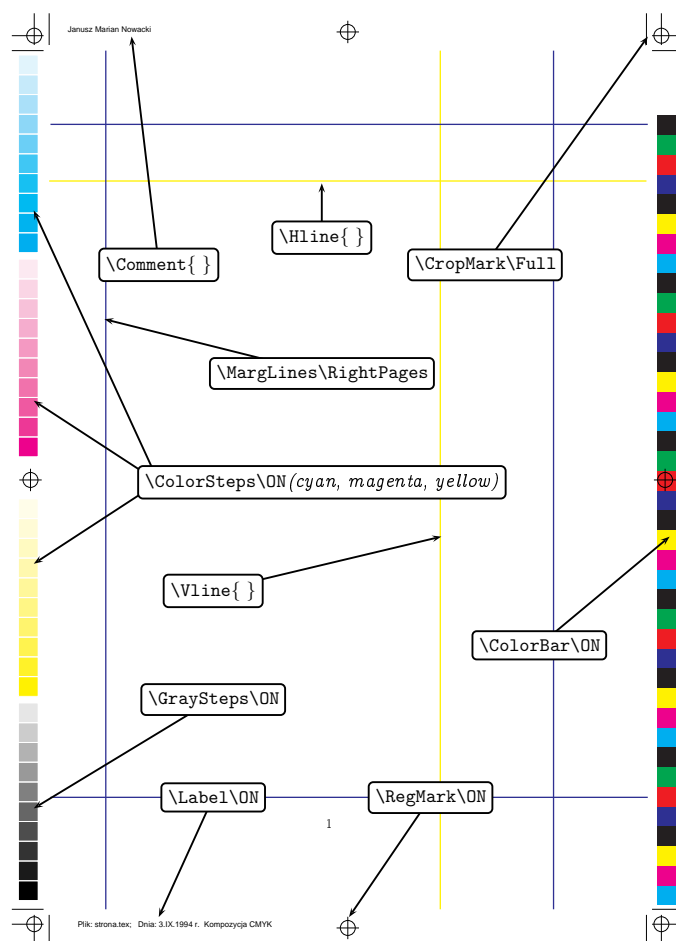 Janusz Marian Nowacki
\Hline{ }
\Comment{ }
\CropMark\Full
\MargLines\RightPages
\ColorSteps\ON(cyan, magenta, yellow)
\Vline{ }
\ColorBar\ON
\GraySteps\ON
\Label\ON
\RegMark\ON
1
Plik: strona.tex; Dnia: 3.IX.1994 r. Kompozycja CMYK